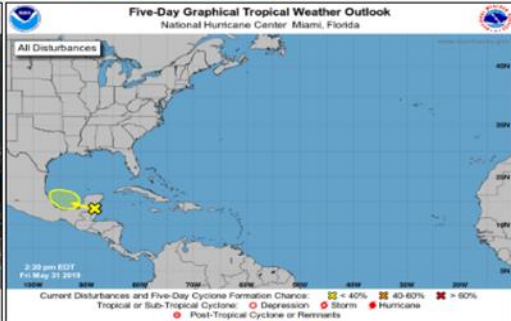 Five-Day Graphical Tropical Weather Outlook
National Hurricane Center Miami, Florida
All Disturbances
40N
2:30 pm EDT
Fri May 31 2019
Current Disturbances and Five-Day Cyclone Formation Chance: < 40% 40-60% > 60%
Tropical or Sub-Tropical Cyclone: Depression Storm Hurricane
Post-Tropical Cyclone or Remnants